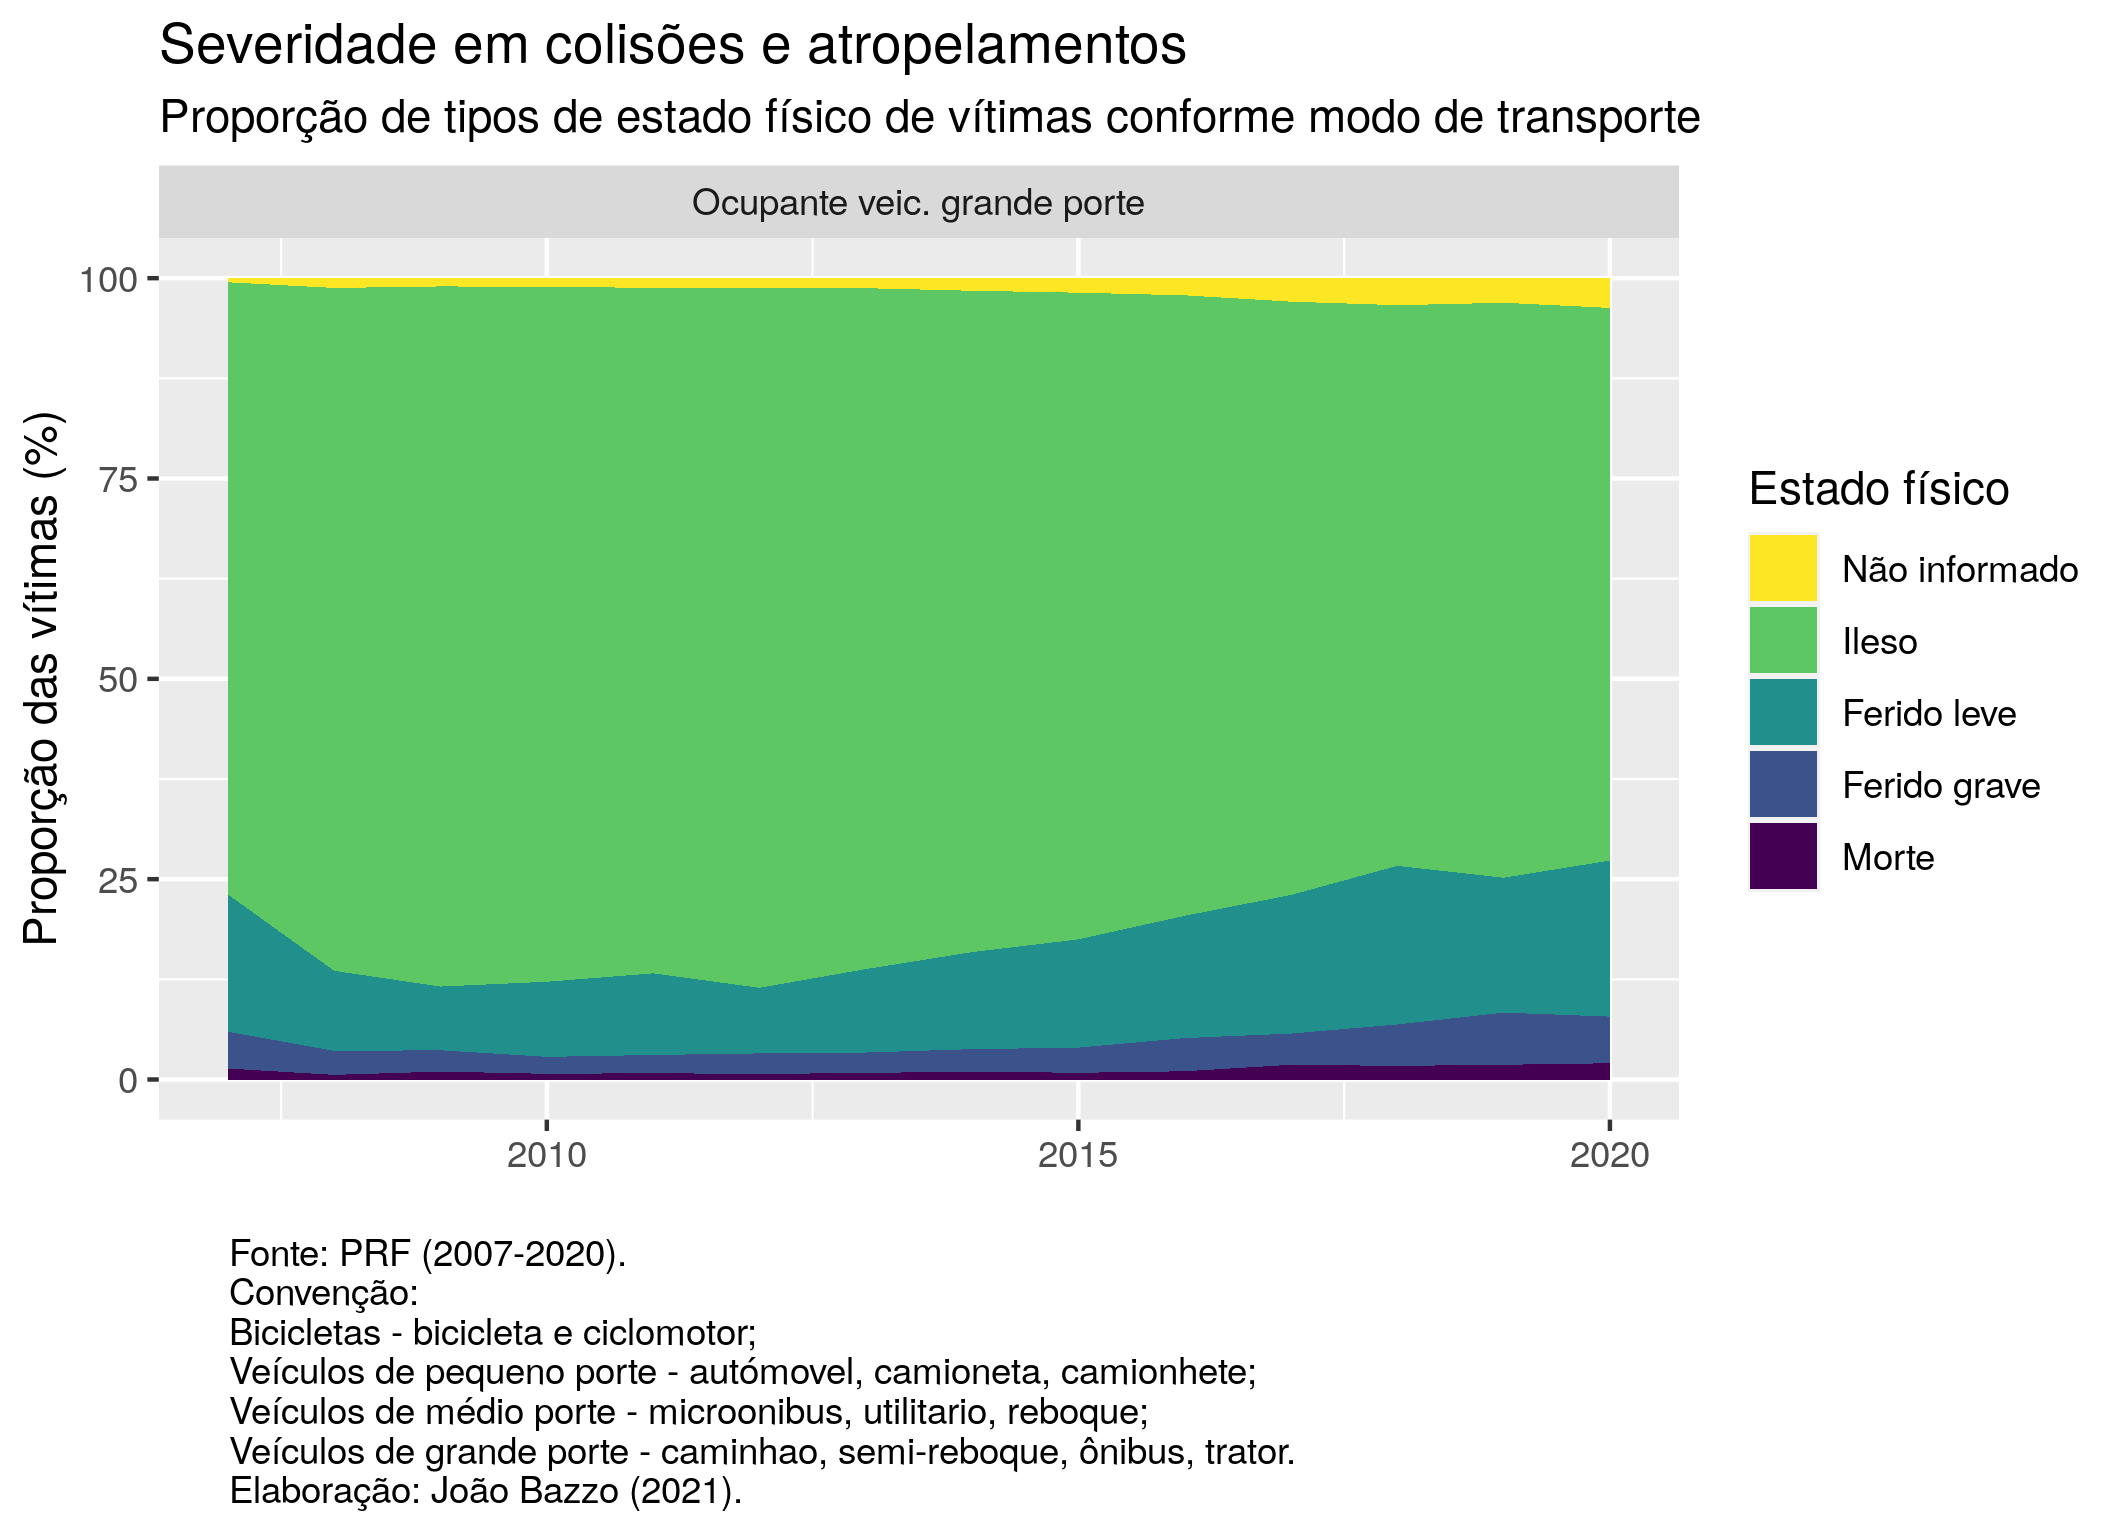 Severidade em colisões e atropelamentos
Proporção de tipos de estado físico de vítimas conforme modo de transporte
Ocupante veic. grande porte
Proporção das vítimas (%)
100
75
50
25
0
2010
2015
2020
Estado físico
Não informado
Ileso
Ferido leve
Ferido grave
Morte
Fonte: PRF (2007-2020).
Convenção:
Bicicletas - bicicleta e ciclomotor;
Veículos de pequeno porte - autómovel, camioneta, camionhete;
Veículos de médio porte - microonibus, utilitario, reboque;
Veículos de grande porte - caminhao, semi-reboque, ônibus, trator.
Elaboração: João Bazzo (2021).